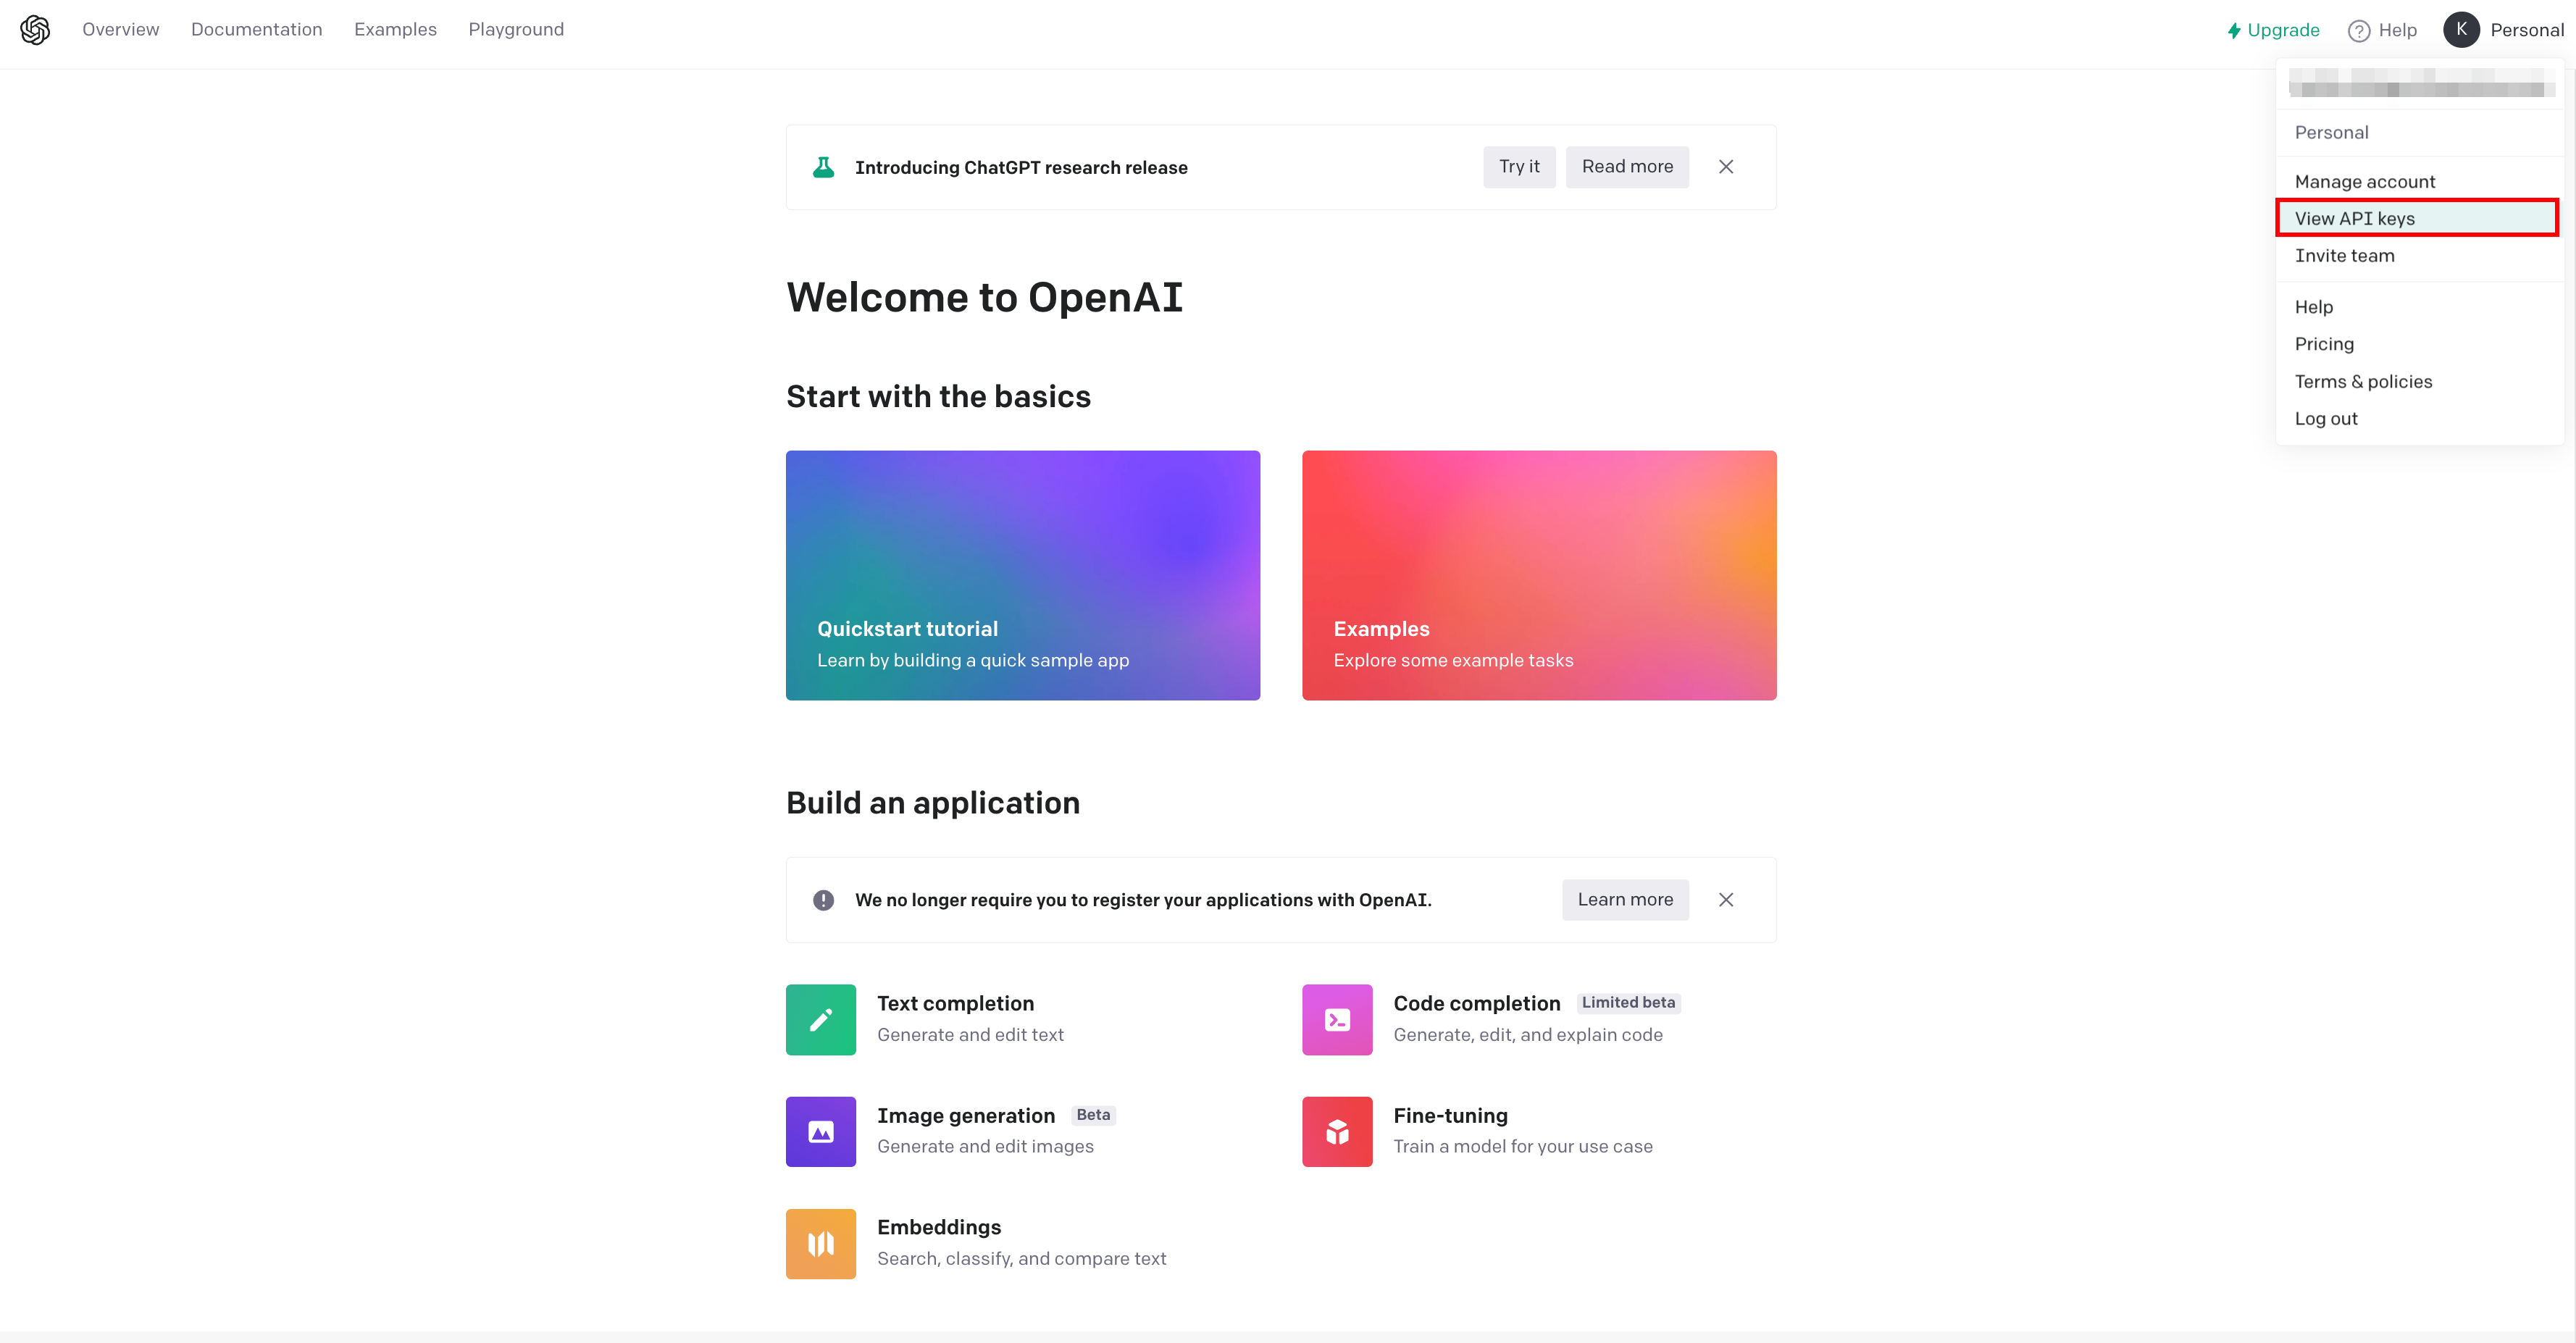 Overview Documentation Examples Playground
Upgrade Help K Personal
Personal
Manage account
View API keys
Invite team
Help
Pricing
Terms & policies
Log out
Introducing ChatGPT research release Try it Read more
Welcome to OpenAI
Start with the basics
Quickstart tutorial
Learn by building a quick sample app
Examples
Explore some example tasks
Build an application
We no longer require you to register your applications with OpenAI. Learn more
Text completion
Generate and edit text
Code completion Limited beta
Generate, edit, and explain code
Image generation Beta
Generate and edit images
Fine-tuning
Train a model for your use case
Embeddings
Search, classify, and compare text